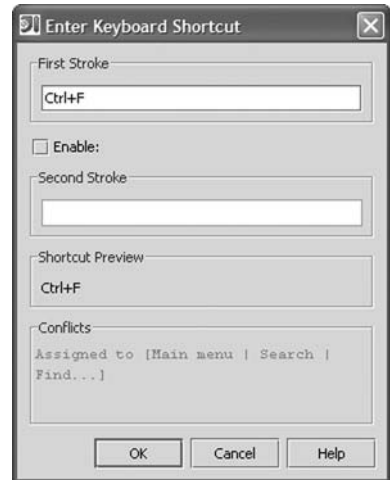 Enter Keyboard Shortcut
First Stroke
Ctrl+F
Enable:
Second Stroke
Shortcut Preview
Ctrl+F
Conflicts
Assigned to [Main menu | Search |
Find...]
OK Cancel Help